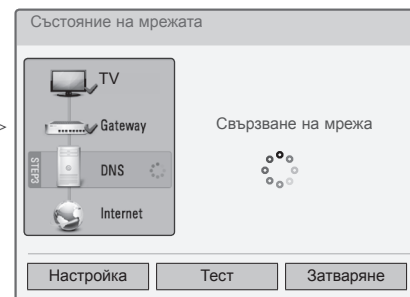 Състояние на мрежата
TV
Gateway
Свързване на мрежа
STEP3
DNS
Internet
Настройка
Тест
Затваряне